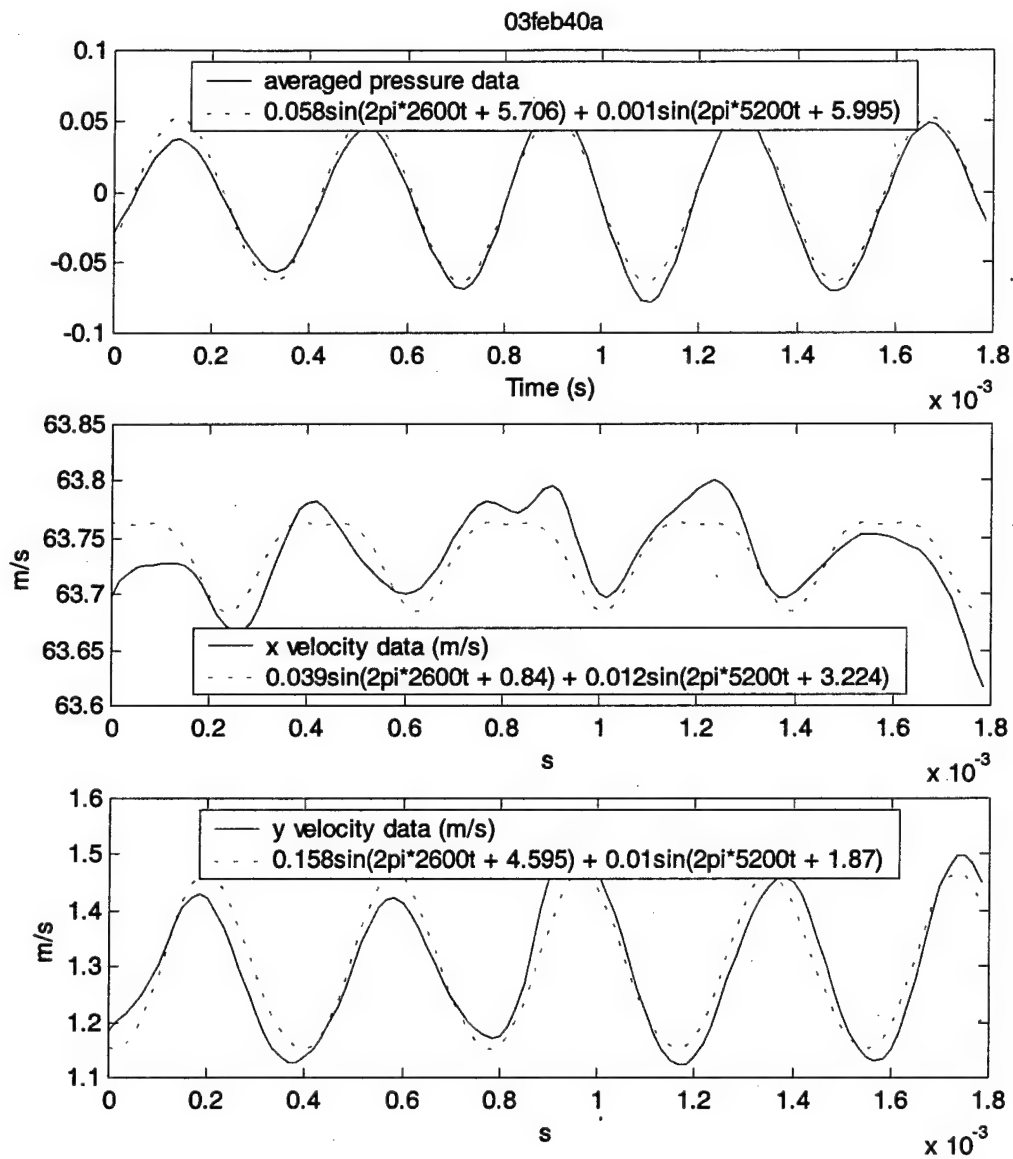 03feb40a
0.1
averaged pressure data
0.058sin(2pi*2600t + 5.706) + 0.001sin(2pi*5200t + 5.995)
0.05
0
-0.05
-0.1
0 0.2 0.4 0.6 0.8 1 1.2 1.4 1.6 1.8
Time (s)
x 10-3
63.85
63.8
63.75
m/s
63.7
63.65
x velocity data (m/s)
0.039sin(2pi*2600t + 0.84) + 0.012sin(2pi*5200t + 3.224)
63.6
0 0.2 0.4 0.6 0.8 1 1.2 1.4 1.6 1.8
s
x 10-3
1.6
y velocity data (m/s)
0.158sin(2pi*2600t + 4.595) + 0.01sin(2pi*5200t + 1.87)
1.5
1.4
m/s
1.3
1.2
1.1
0 0.2 0.4 0.6 0.8 1 1.2 1.4 1.6 1.8
s
x 10-3